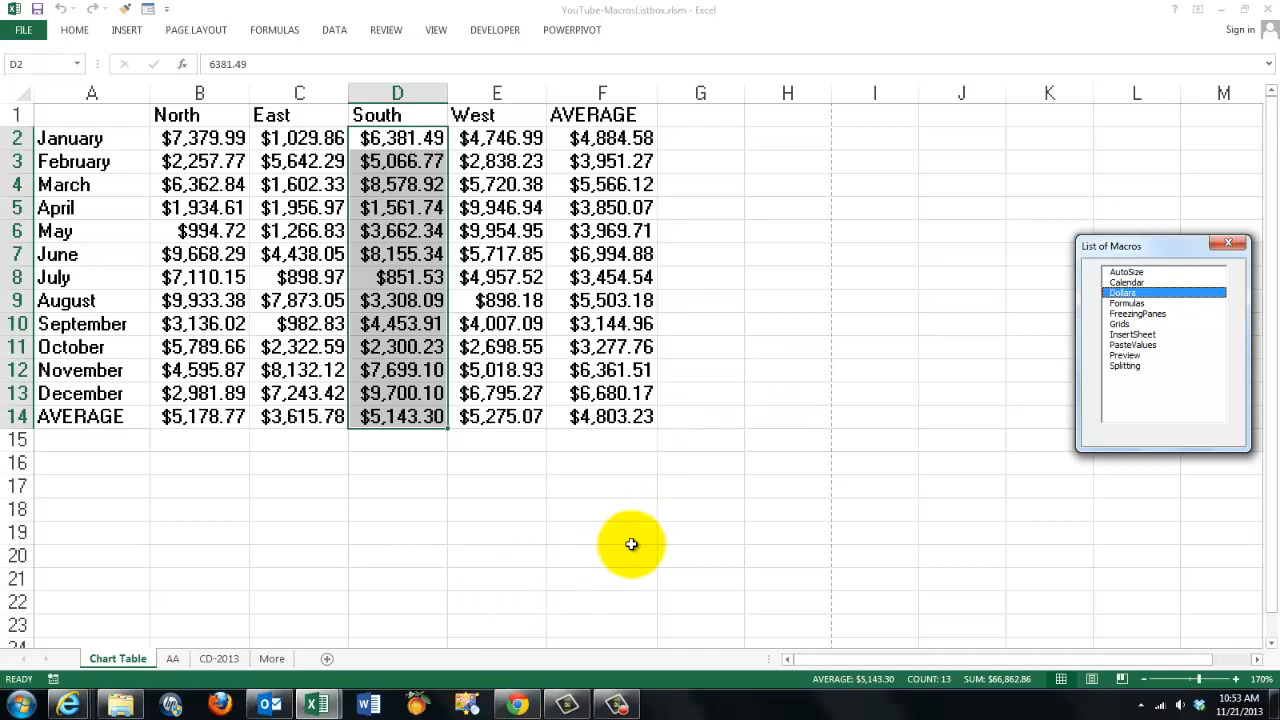 YouTube-MacrosListbox.xlsm - Excel
FILE HOME INSERT PAGE LAYOUT FORMULAS DATA REVIEW VIEW DEVELOPER POWERPIVOT Sign in
D2 fx 6381.49
A B C D E F G H I J K L M
1 North East South West AVERAGE
2 January $7,379.99 $1,029.86 $6,381.49 $4,746.99 $4,884.58
3 February $2,257.77 $5,642.29 $5,066.77 $2,838.23 $3,951.27
4 March $6,362.84 $1,602.33 $8,578.92 $5,720.38 $5,566.12
5 April $1,934.61 $1,956.97 $1,561.74 $9,946.94 $3,850.07
6 May $994.72 $1,266.83 $3,662.34 $9,954.95 $3,969.71
7 June $9,668.29 $4,438.05 $8,155.34 $5,717.85 $6,994.88
8 July $7,110.15 $898.97 $851.53 $4,957.52 $3,454.54
9 August $9,933.38 $7,873.05 $3,308.09 $898.18 $5,503.18
10 September $3,136.02 $982.83 $4,453.91 $4,007.09 $3,144.96
11 October $5,789.66 $2,322.59 $2,300.23 $2,698.55 $3,277.76
12 November $4,595.87 $8,132.12 $7,699.10 $5,018.93 $6,361.51
13 December $2,981.89 $7,243.42 $9,700.10 $6,795.27 $6,680.17
14 AVERAGE $5,178.77 $3,615.78 $5,143.30 $5,275.07 $4,803.23
15
16
17
18
19
20
21
22
23
24
List of Macros
AutoSize
Calendar
Dollars
Formulas
FreezingPanes
Grids
InsertSheet
PasteValues
Preview
Splitting
Chart Table AA CD-2013 More
READY AVERAGE: $5,143.30 COUNT: 13 SUM: $66,862.86 170%
10:53 AM
11/21/2013